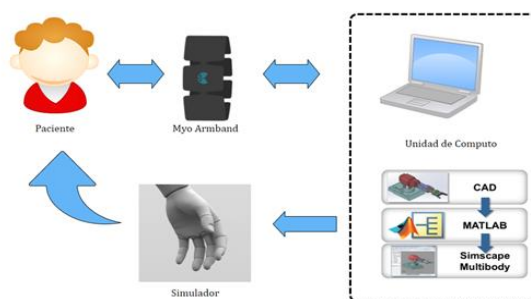 Paciente
Myo Armband
Unidad de Computo
CAD
MATLAB
Simscape
Multibody
Simulador